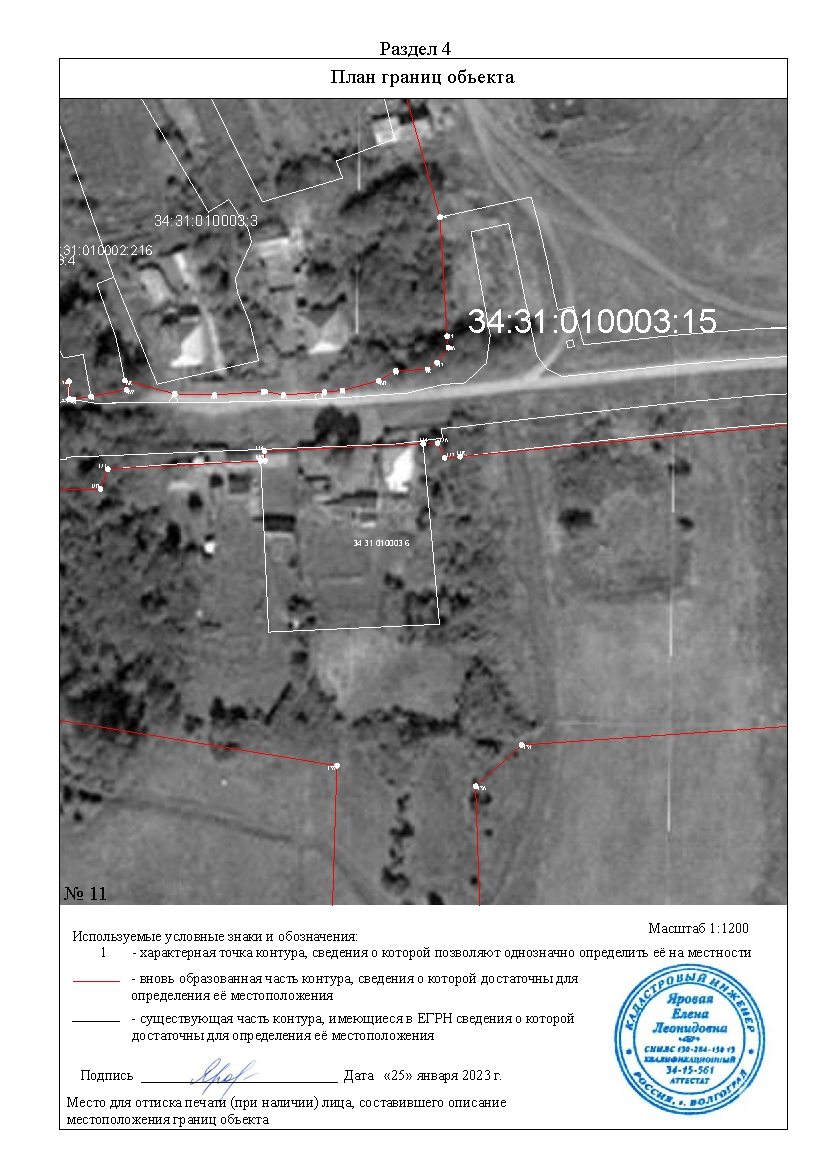 Раздел 4
План границ объекта
34:31:010003:3
:31:010002:216
3:4
34:31:010003:15
34 31 010003 6
№ 11
Масштаб 1:1200
Используемые условные знаки и обозначения:
1 - характерная точка контура, сведения о которой позволяют однозначно определить её на местности
- вновь образованная часть контура, сведения о которой достаточны для
определения её местоположения
- существующая часть контура, имеющиеся в ЕГРН сведения о которой
достаточны для определения её местоположения
КАДАСТРОВЫЙ ИНЖЕНЕР
Яровая
Елена
Леонидовна
КВАЛИФИКАЦИОННЫЙ
34-15-561
АТТЕСТАТ
РОССИЯ, г. ВОЛГОГРАД
Подпись Дата «25» января 2023 г.
Место для оттиска печати (при наличии) лица, составившего описание
местоположения границ объекта